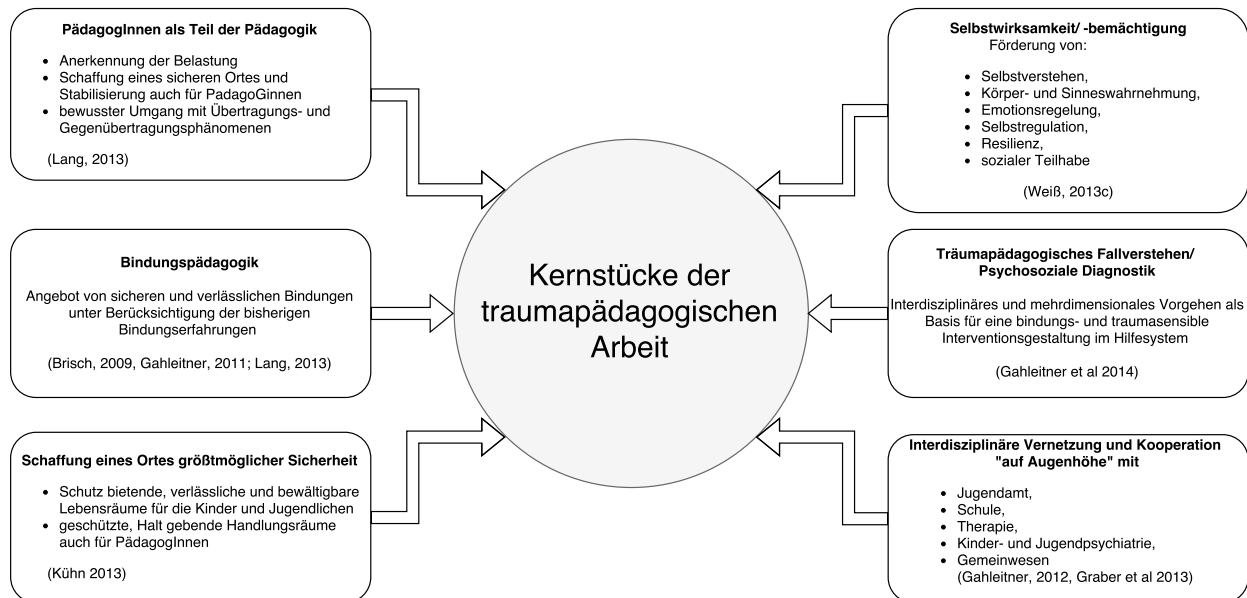 PädagogInnen als Teil der Pädagogik
• Anerkennung der Belastung
• Schaffung eines sicheren Ortes und
Stabilisierung auch für PadagoGinnen
• bewusster Umgang mit Übertragungs- und
Gegenübertragungsphänomenen
(Lang, 2013)
Bindungspädagogik
Angebot von sicheren und verlässlichen Bindungen
unter Berücksichtigung der bisherigen
Bindungserfahrungen
(Brisch, 2009, Gahleitner, 2011; Lang, 2013)
Schaffung eines Ortes größtmöglicher Sicherheit
• Schutz bietende, verlässliche und bewältigbare
Lebensräume für die Kinder und Jugendlichen
• geschützte, Halt gebende Handlungsräume
auch für PädagogInnen
(Kühn 2013)
Kernstücke der
traumapädagogischen
Arbeit
Selbstwirksamkeit/ -bemächtigung
Förderung von:
• Selbstverstehen,
• Körper- und Sinneswahrnehmung,
• Emotionsregelung,
• Selbstregulation,
• Resilienz,
• sozialer Teilhabe
(Weiß, 2013c)
Träumapädagogisches Fallverstehen/
Psychosoziale Diagnostik
Interdisziplinäres und mehrdimensionales Vorgehen als
Basis für eine bindungs- und traumasensible
Interventionsgestaltung im Hilfesystem
(Gahleitner et al 2014)
Interdisziplinäre Vernetzung und Kooperation
"auf Augenhöhe" mit
• Jugendamt,
• Schule,
• Therapie,
• Kinder- und Jugendpsychiatrie,
• Gemeinwesen
(Gahleitner, 2012, Graber et al 2013)